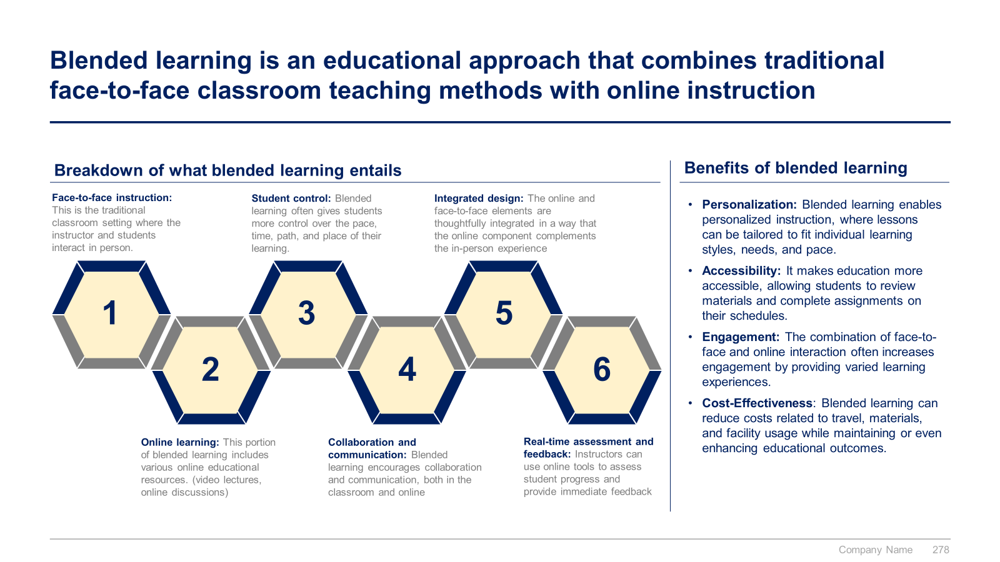 Blended learning is an educational approach that combines traditional
face-to-face classroom teaching methods with online instruction
Breakdown of what blended learning entails
Face-to-face instruction:
This is the traditional
classroom setting where the
instructor and students
interact in person.
Student control: Blended
learning often gives students
more control over the pace,
time, path, and place of their
learning.
Integrated design: The online and
face-to-face elements are
thoughtfully integrated in a way that
the online component complements
the in-person experience
1
2
3
4
5
6
Online learning: This portion
of blended learning includes
various online educational
resources. (video lectures,
online discussions)
Collaboration and
communication: Blended
learning encourages collaboration
and communication, both in the
classroom and online
Real-time assessment and
feedback: Instructors can
use online tools to assess
student progress and
provide immediate feedback
Benefits of blended learning
• Personalization: Blended learning enables
personalized instruction, where lessons
can be tailored to fit individual learning
styles, needs, and pace.
• Accessibility: It makes education more
accessible, allowing students to review
materials and complete assignments on
their schedules.
• Engagement: The combination of face-to-
face and online interaction often increases
engagement by providing varied learning
experiences.
• Cost-Effectiveness: Blended learning can
reduce costs related to travel, materials,
and facility usage while maintaining or even
enhancing educational outcomes.
Company Name 278